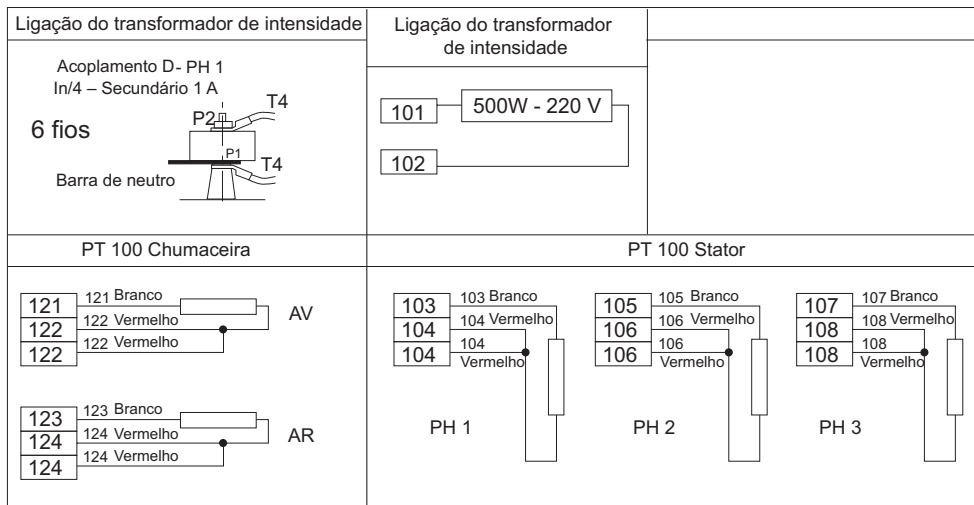 Ligação do transformador de intensidade
Acoplamento D- PH 1
In/4 – Secundário 1 A
6 fios
P2
T4
P1
T4
Barra de neutro
Ligação do transformador
de intensidade
101
500W - 220 V
102
PT 100 Chumaceira
121
121 Branco
122
122 Vermelho
122
122 Vermelho
AV
123
123 Branco
124
124 Vermelho
124
124 Vermelho
AR
PT 100 Stator
103
103 Branco
104
104 Vermelho
104
104
Vermelho
PH 1
105
105 Branco
106
106 Vermelho
106
106
Vermelho
PH 2
107
107 Branco
108
108 Vermelho
108
108
Vermelho
PH 3